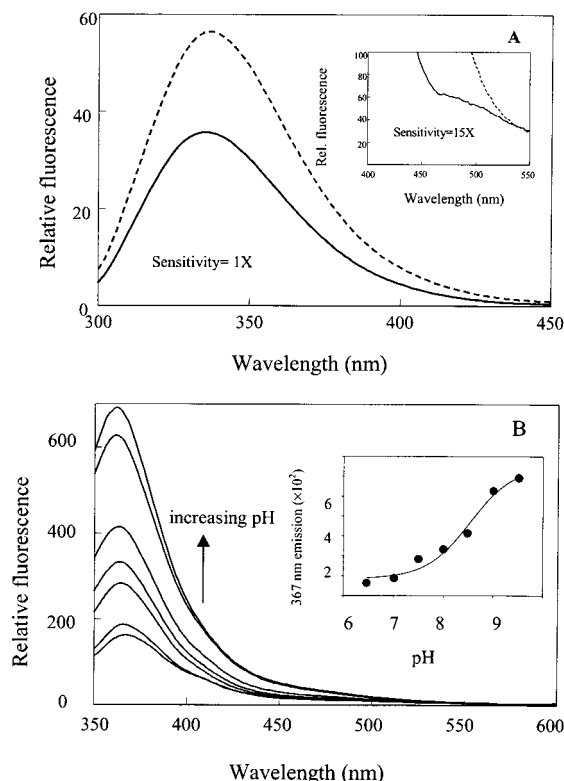 60
40
20
0
Relative fluorescence
A
Sensitivity= 1X
300
350
400
450
Wavelength (nm)
100
80
60
40
20
Rel. fluorescence
Sensitivity=15X
400
450
500
550
Wavelength (nm)
B
600
400
200
0
Relative fluorescence
increasing pH
350
400
450
500
550
600
Wavelength (nm)
6
4
2
2
367 nm emission (×10²)
6
7
8
9
pH